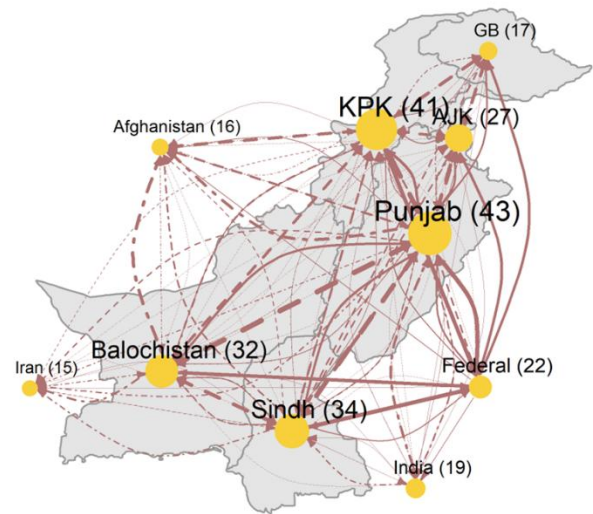 GB (17)
KPK (41)
AJK (27)
Afghanistan (16)
Punjab (43)
Balochistan (32)
Iran (15)
Federal (22)
Sindh (34)
India (19)